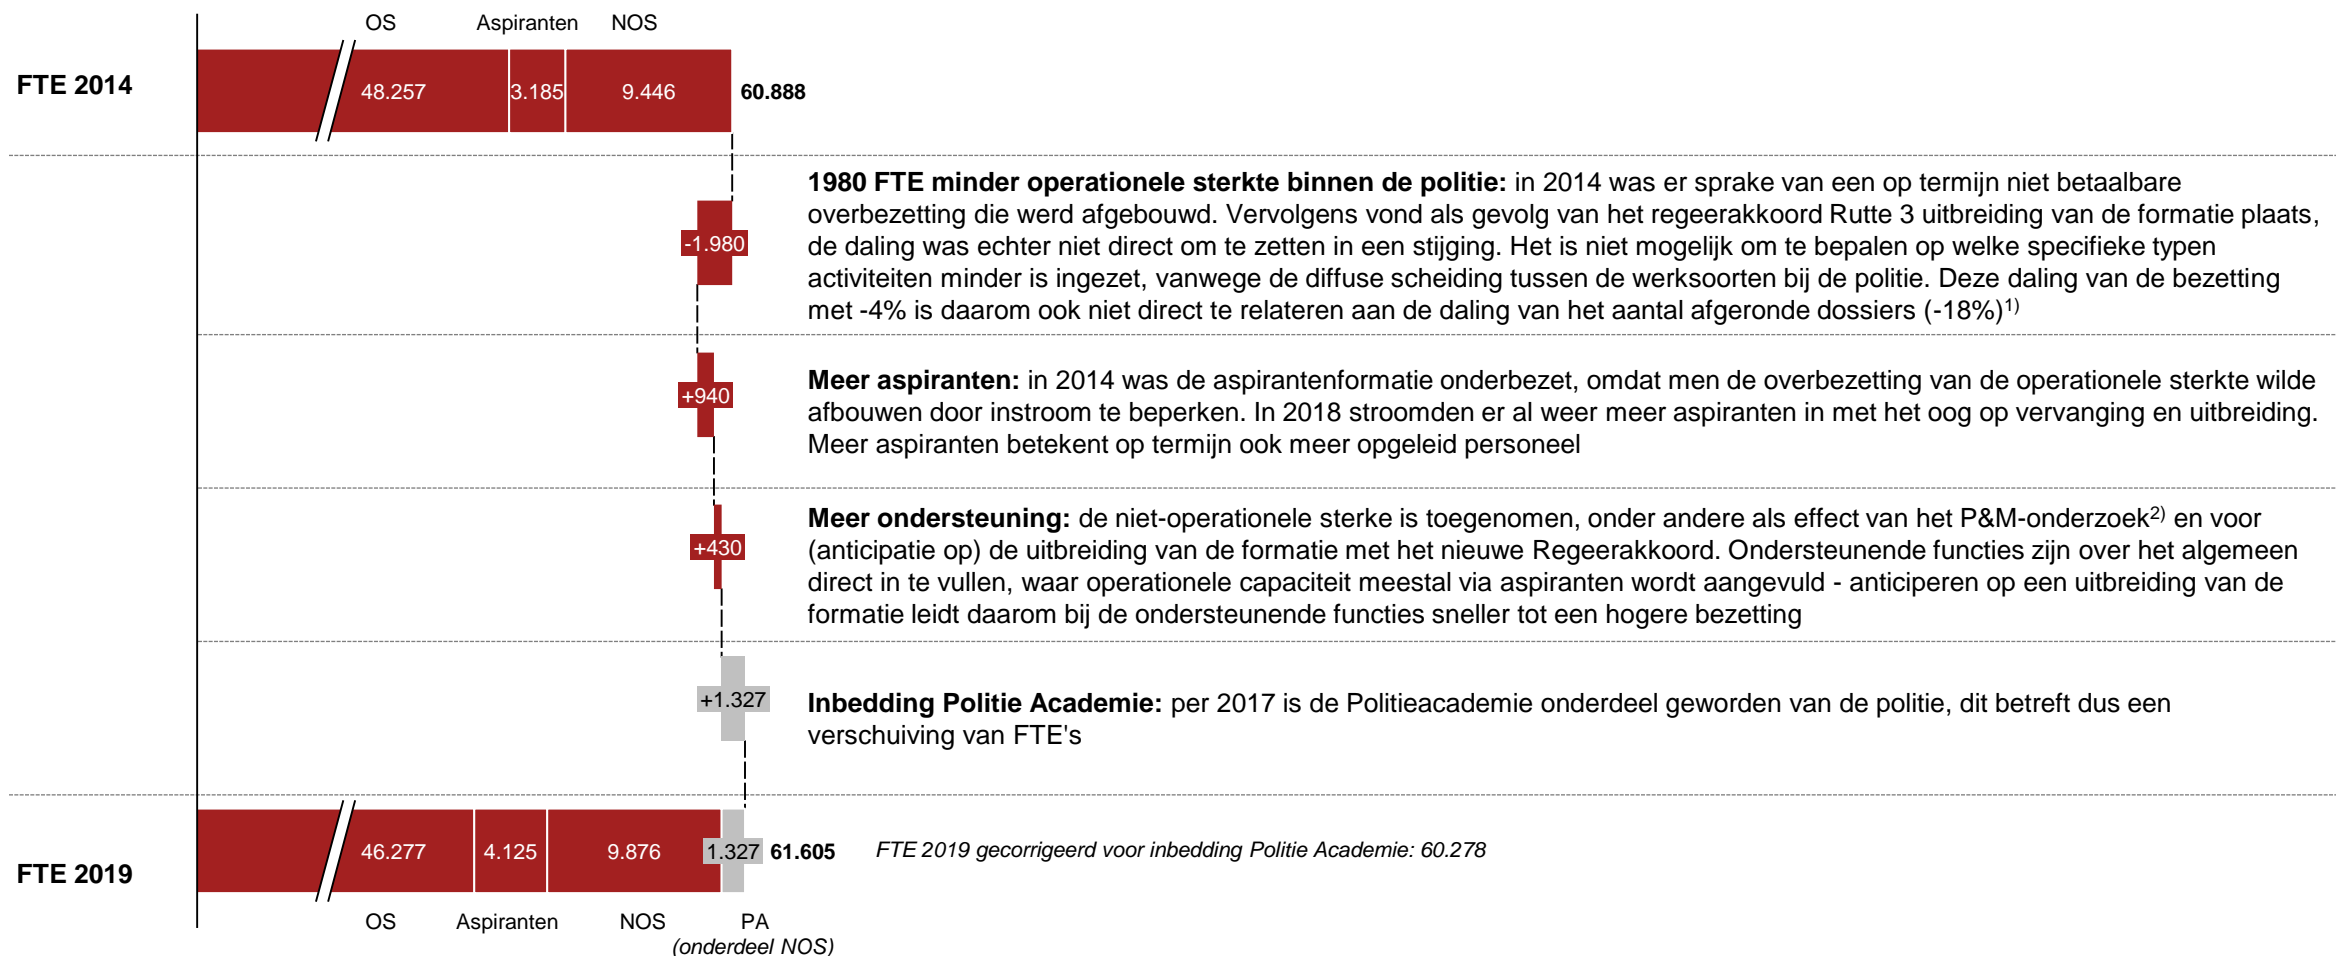 OS Aspiranten NOS
FTE 2014
48.257 3.185 9.446 60.888
1980 FTE minder operationele sterkte binnen de politie: in 2014 was er sprake van een op termijn niet betaalbare
overbezetting die werd afgebouwd. Vervolgens vond als gevolg van het regeerakkoord Rutte 3 uitbreiding van de formatie plaats,
-1.980
de daling was echter niet direct om te zetten in een stijging. Het is niet mogelijk om te bepalen op welke specifieke typen
activiteiten minder is ingezet, vanwege de diffuse scheiding tussen de werksoorten bij de politie. Deze daling van de bezetting
met -4% is daarom ook niet direct te relateren aan de daling van het aantal afgeronde dossiers (-18%)1)
+940
Meer aspiranten: in 2014 was de aspirantenformatie onderbezet, omdat men de overbezetting van de operationele sterkte wilde
afbouwen door instroom te beperken. In 2018 stroomden er al weer meer aspiranten in met het oog op vervanging en uitbreiding.
Meer aspiranten betekent op termijn ook meer opgeleid personeel
+430
Meer ondersteuning: de niet-operationele sterke is toegenomen, onder andere als effect van het P&M-onderzoek2) en voor
(anticipatie op) de uitbreiding van de formatie met het nieuwe Regeerakkoord. Ondersteunende functies zijn over het algemeen
direct in te vullen, waar operationele capaciteit meestal via aspiranten wordt aangevuld - anticiperen op een uitbreiding van de
formatie leidt daarom bij de ondersteunende functies sneller tot een hogere bezetting
+1.327
Inbedding Politie Academie: per 2017 is de Politieacademie onderdeel geworden van de politie, dit betreft dus een
verschuiving van FTE's
FTE 2019
46.277 4.125 9.876 1.327 61.605 FTE 2019 gecorrigeerd voor inbedding Politie Academie: 60.278
OS Aspiranten NOS PA
(onderdeel NOS)